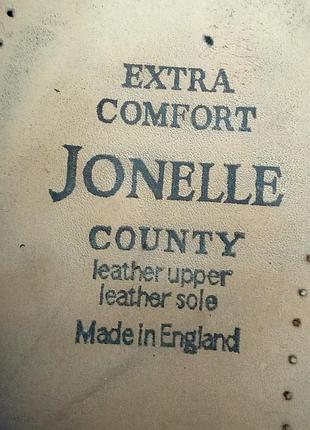 EXTRA
COMFORT
JONELLE
COUNTY
leather upper
leather sole
Made in England